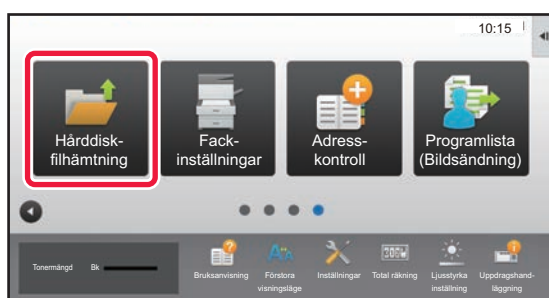 10:15
Hårddisk-
filhämtning
Fack-
inställningar
Adress-
kontroll
Programlista
(Bildsändning)
Tonermängd Bk
Bruksanvisning
Förstora
visningsläge
Inställningar
Total räkning
Ljusstyrka
inställning
Uppdragshand-
läggning